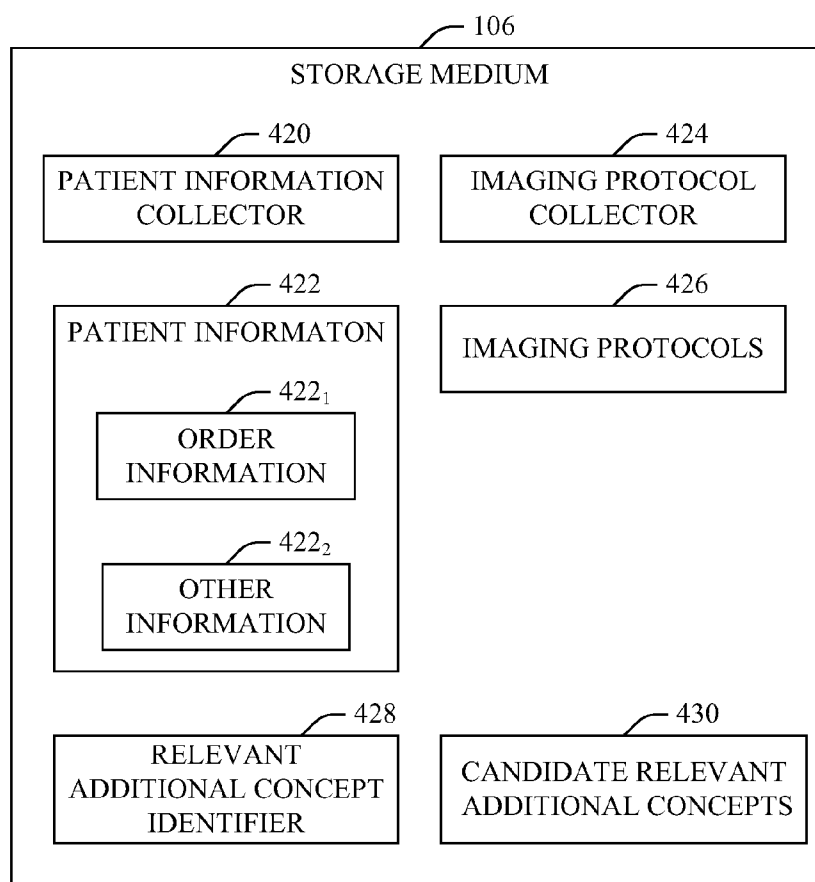 106
STORAGE MEDIUM
420
PATIENT INFORMATION
COLLECTOR
424
IMAGING PROTOCOL
COLLECTOR
422
PATIENT INFORMATON
422₁
ORDER
INFORMATION
422₂
OTHER
INFORMATION
426
IMAGING PROTOCOLS
428
RELEVANT
ADDITIONAL CONCEPT
IDENTIFIER
430
CANDIDATE RELEVANT
ADDITIONAL CONCEPTS